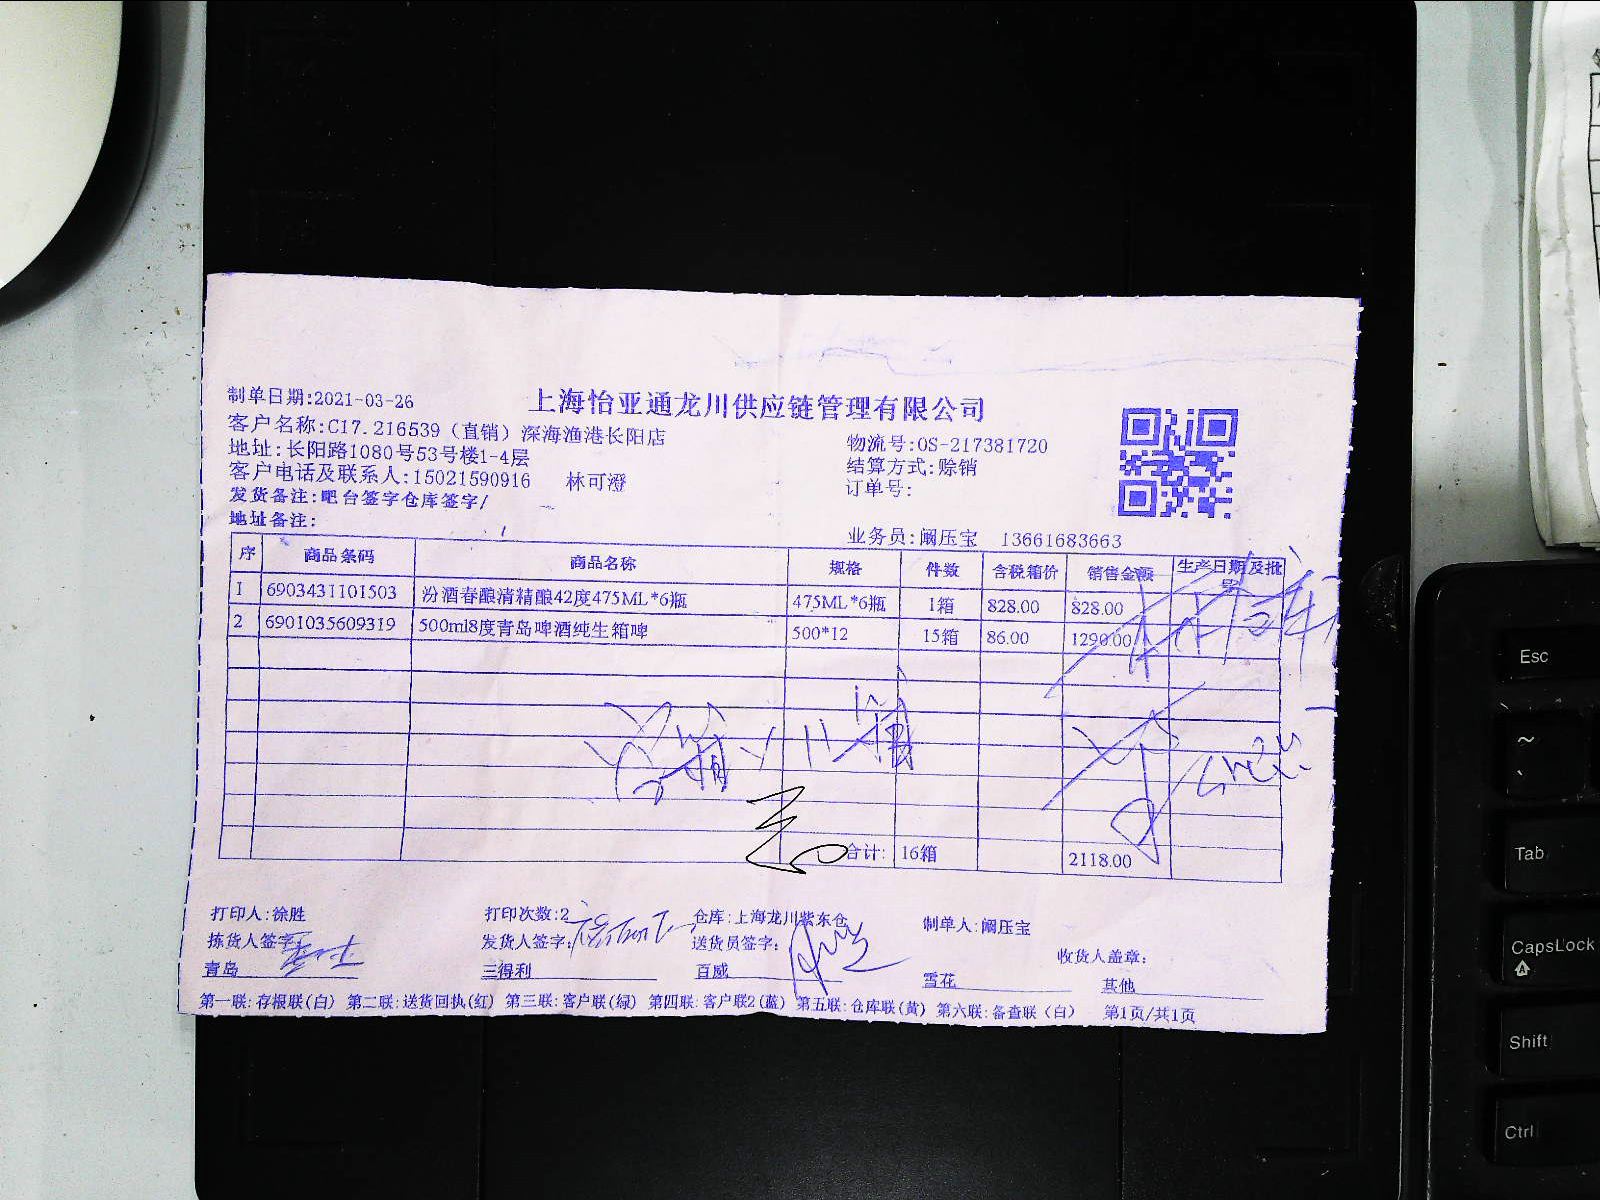 制单日期:2021-03-26
上海怡亚通龙川供应链管理有限公司
客户名称:C17.216539（直销）深海渔港长阳店
物流号:OS-217381720
地址:长阳路1080号53号楼1-4层
结算方式:赊销
客户电话及联系人:15021590916 林可澄
订单号:
发货备注:吧台签字仓库签字/
地址备注:
业务员:阚压宝 13661683663
序 商品条码 商品名称 规格 件数 含税箱价 销售金额 生产日期及批号
1 6903431101503 汾酒春酿清精酿42度475ML*6瓶 475ML*6瓶 1箱 828.00 828.00
2 6901035609319 500ml8度青岛啤酒纯生箱啤 500*12 15箱 86.00 1290.00
合计: 16箱 2118.00
打印人:徐胜 打印次数:2 仓库:上海龙川紫东仓 制单人:阚压宝
拣货人签字: 发货人签字: 送货员签字: 收货人盖章:
青岛 三得利 百威 雪花 其他
第一联:存根联(白) 第二联:送货回执(红) 第三联:客户联(绿) 第四联:客户联2(蓝) 第五联:仓库联(黄) 第六联:备查联（白） 第1页/共1页
Esc
~
Tab
CapsLock
A
Shift
Ctrl